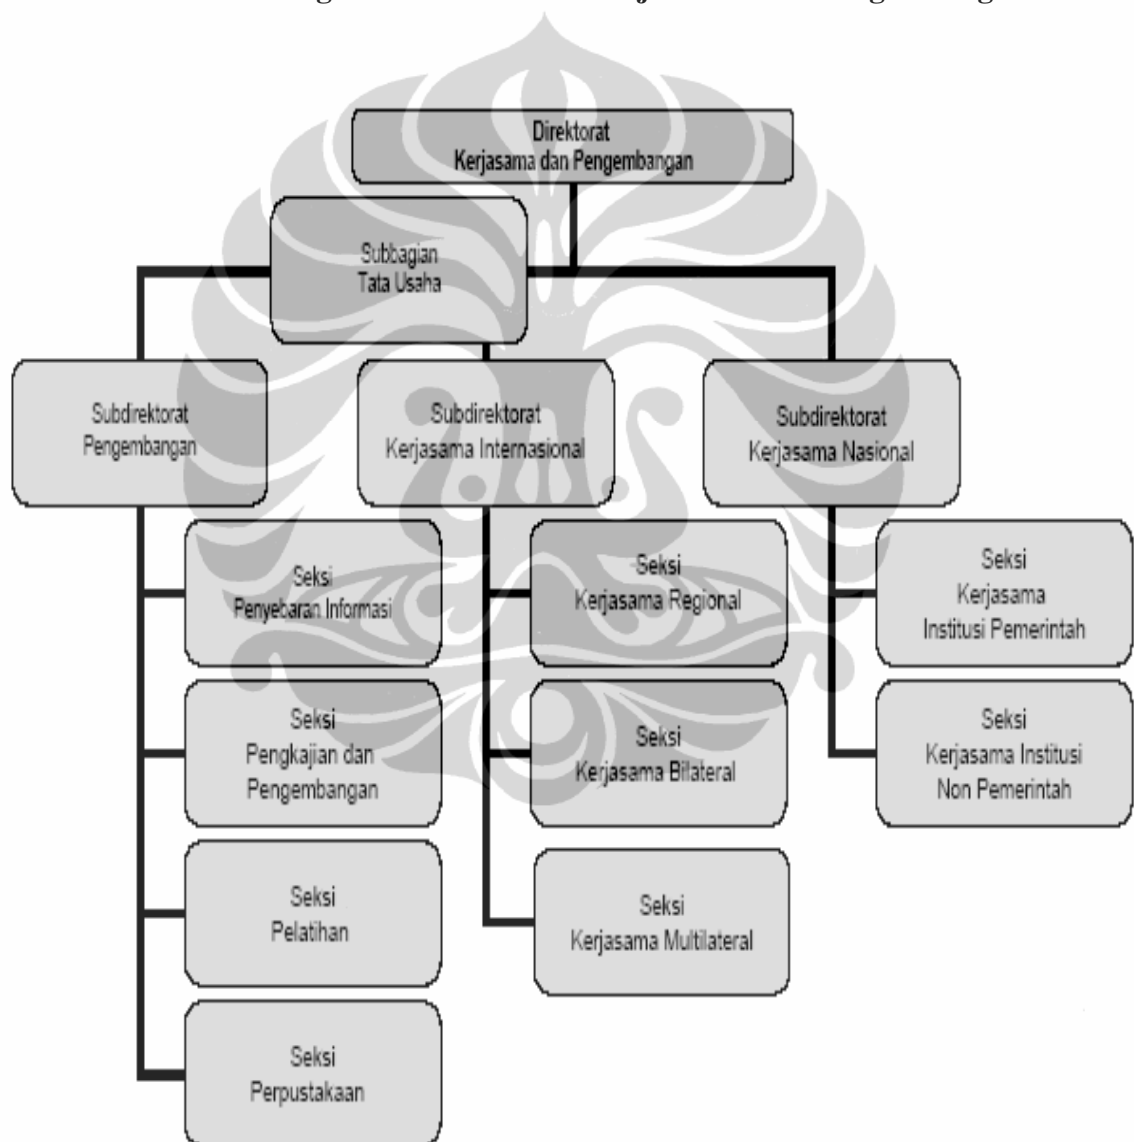 Direktorat
Kerjasama dan Pengembangan
Subbagian
Tata Usaha
Subdirektorat
Pengembangan
Subdirektorat
Kerjasama Internasional
Subdirektorat
Kerjasama Nasional
Seksi
Penyebaran Informasi
Seksi
Pengkajian dan
Pengembangan
Seksi
Pelatihan
Seksi
Perpustakaan
Seksi
Kerjasama Regional
Seksi
Kerjasama Bilateral
Seksi
Kerjasama Multilateral
Seksi
Kerjasama
Institusi Pemerintah
Seksi
Kerjasama Institusi
Non Pemerintah